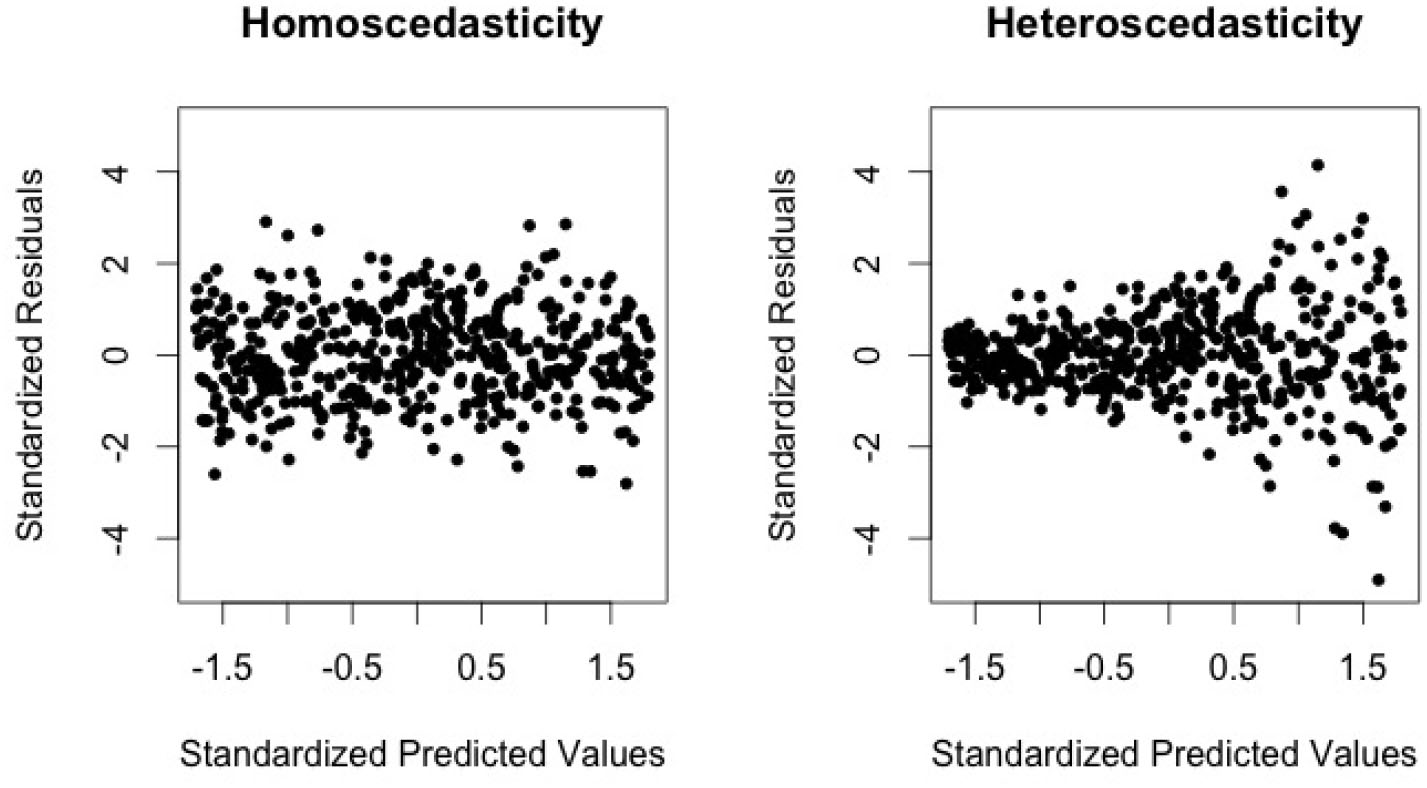 Homoscedasticity
Standardized Residuals
4
2
0
-2
-4
-1.5 -0.5 0.5 1.5
Standardized Predicted Values
Heteroscedasticity
Standardized Residuals
4
2
0
-2
-4
-1.5 -0.5 0.5 1.5
Standardized Predicted Values